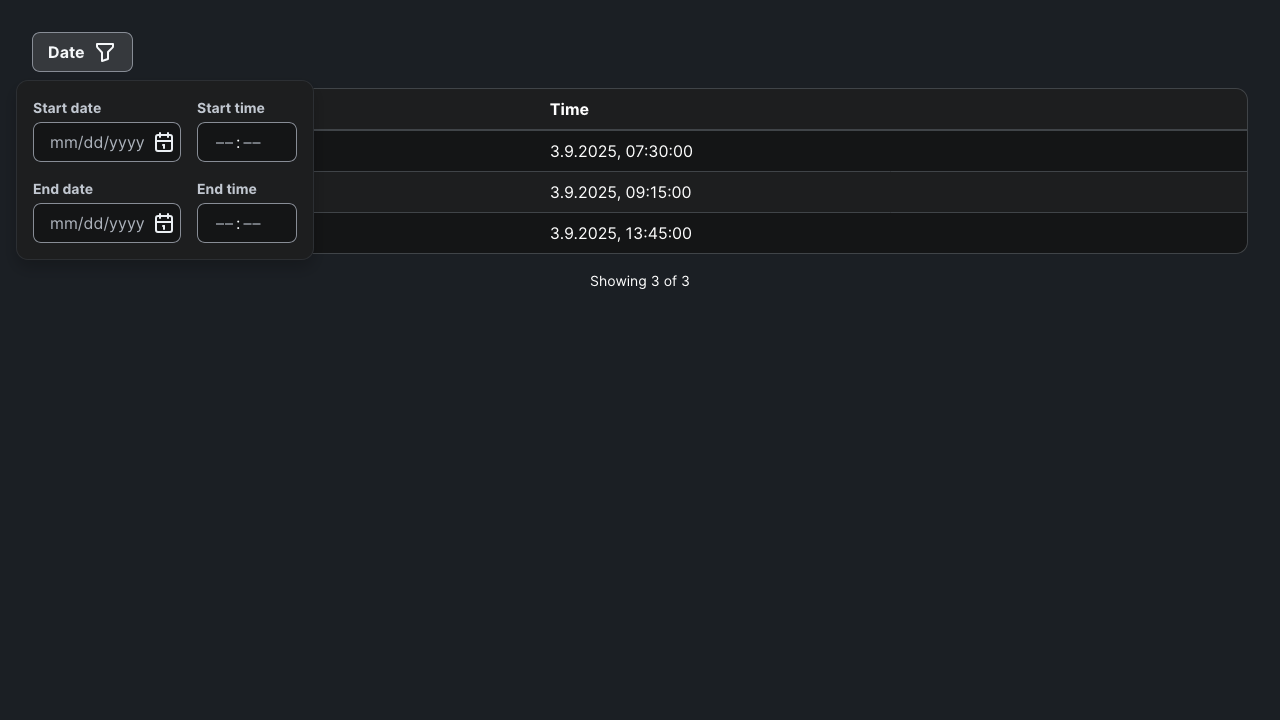 Date
Start date Start time
mm/dd/yyyy --:--
End date End time
mm/dd/yyyy --:--
Time
3.9.2025, 07:30:00
3.9.2025, 09:15:00
3.9.2025, 13:45:00
Showing 3 of 3